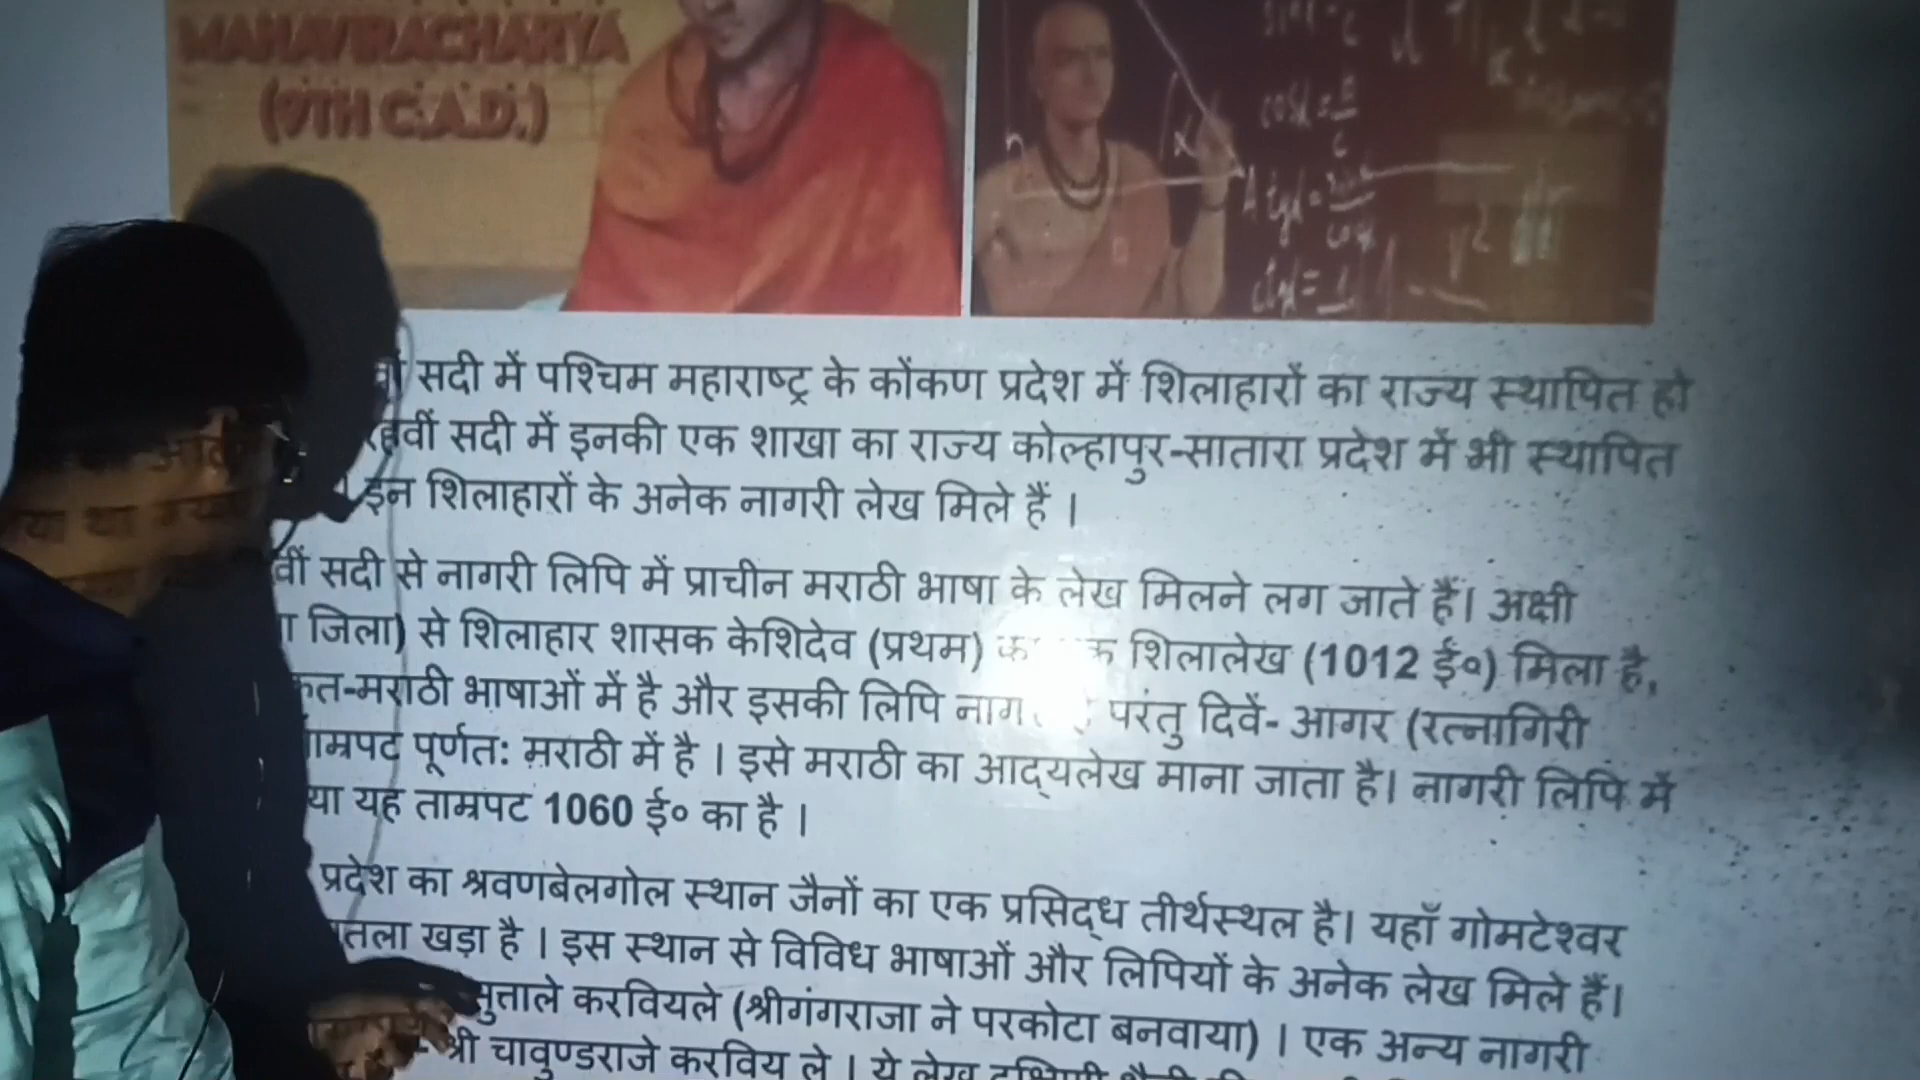 MAHAVIRACHARYA
(9TH C.A.D.)
सदी में पश्चिम महाराष्ट्र के कोंकण प्रदेश में शिलाहारों का राज्य स्थापित हो
सदी में इनकी एक शाखा का राज्य कोल्हापुर-सातारा प्रदेश में भी स्थापित
इन शिलाहारों के अनेक नागरी लेख मिले हैं ।
सदी से नागरी लिपि में प्राचीन मराठी भाषा के लेख मिलने लग जाते हैं। अक्षी
जिला) से शिलाहार शासक केशिदेव (प्रथम) शिलालेख (1012 ई०) मिला है,
भाषाओं में है और इसकी लिपि परंतु दिवें- आगर (रत्नागिरी
पूर्णत: मराठी में है । इसे मराठी का आद्यलेख माना जाता है। नागरी लिपि में
यह ताम्रपट 1060 ई० का है ।
प्रदेश का श्रवणबेलगोल स्थान जैनों का एक प्रसिद्ध तीर्थस्थल है। यहाँ गोमटेश्वर
खड़ा है । इस स्थान से विविध भाषाओं और लिपियों के अनेक लेख मिले हैं।
करवियले (श्रीगंगराजा ने परकोटा बनवाया) । एक अन्य नागरी
श्री चावुण्डराजे करविय ले । ये लेख